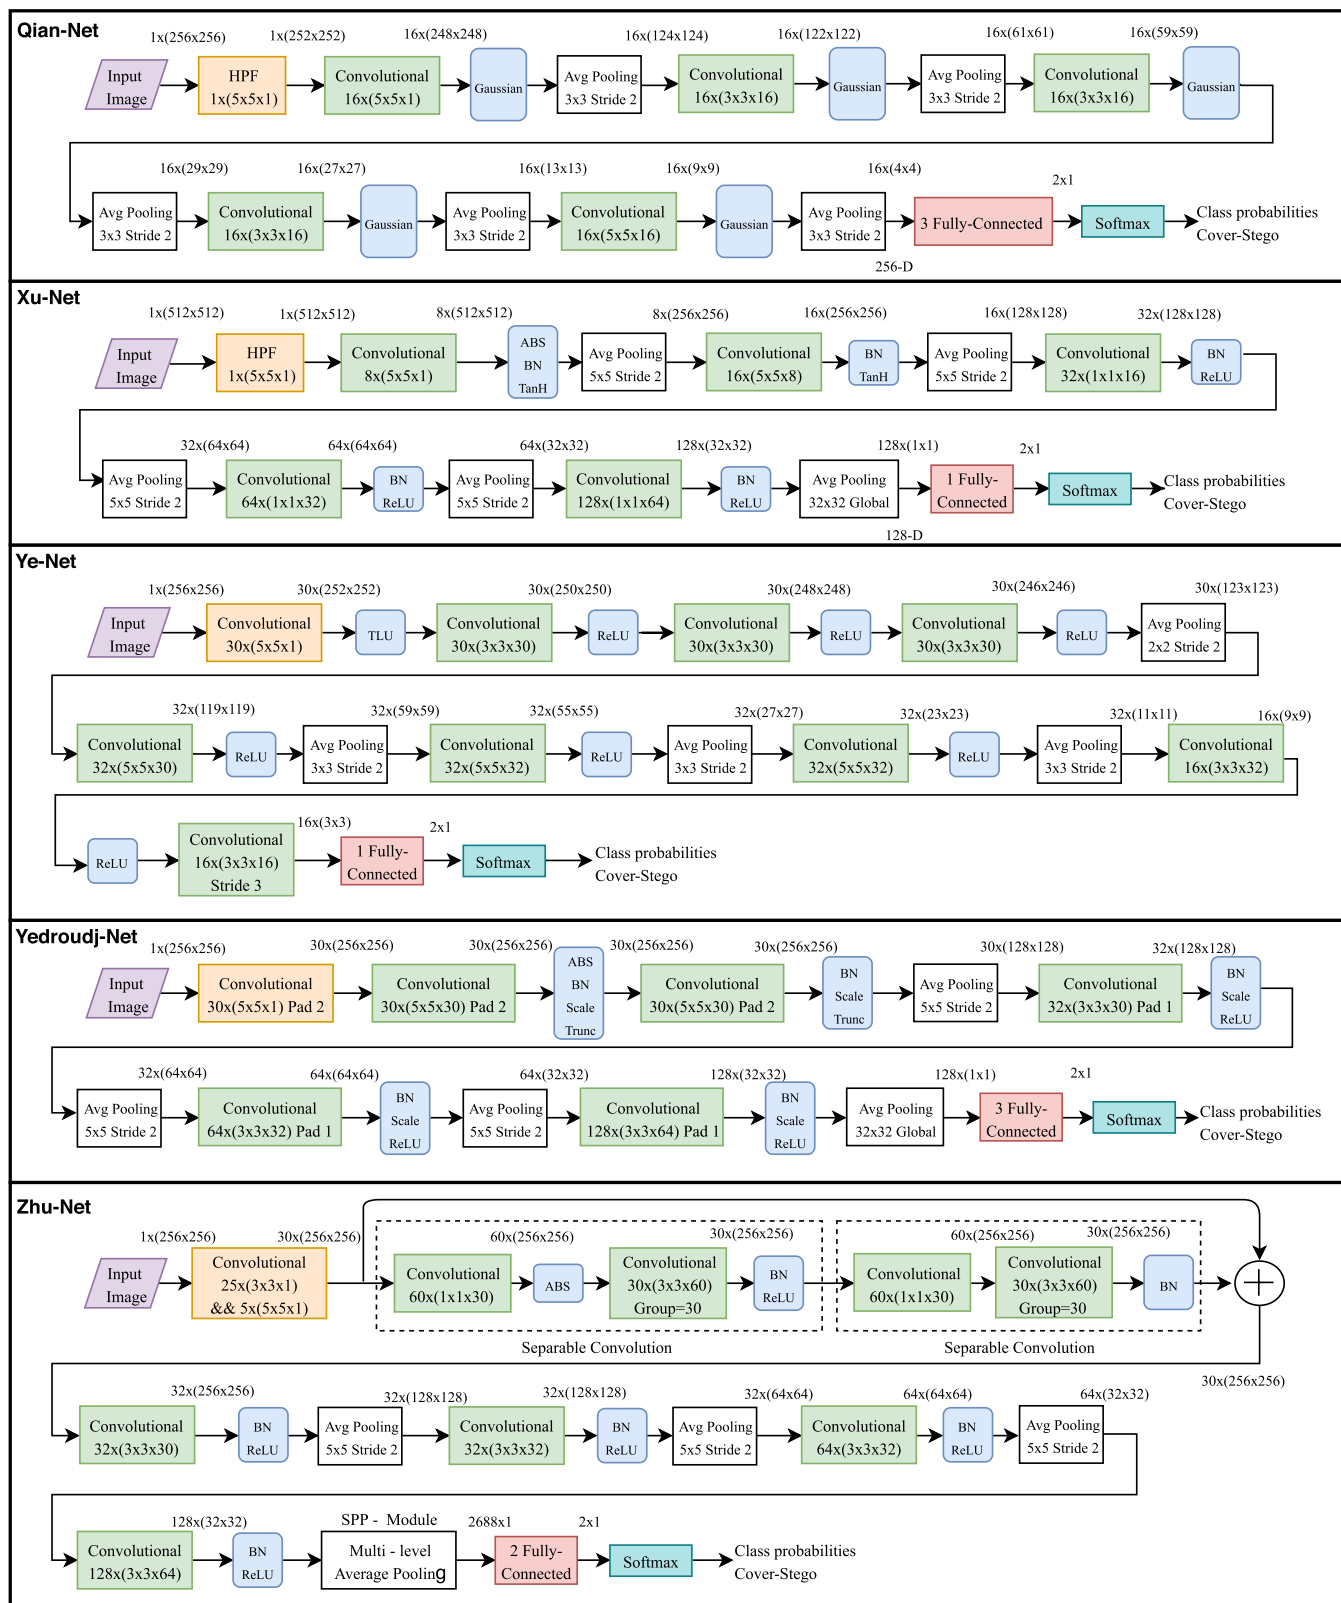 Qian-Net
1x(256x256)
1x(252x252)
16x(248x248)
16x(124x124)
16x(122x122)
16x(61x61)
16x(59x59)
Input
Image
HPF
1x(5x5x1)
Convolutional
16x(5x5x1)
Gaussian
Avg Pooling
3x3 Stride 2
Convolutional
16x(3x3x16)
Gaussian
Avg Pooling
3x3 Stride 2
Convolutional
16x(3x3x16)
Gaussian
16x(29x29)
16x(27x27)
16x(13x13)
16x(9x9)
16x(4x4)
2x1
Avg Pooling
3x3 Stride 2
Convolutional
16x(3x3x16)
Gaussian
Avg Pooling
3x3 Stride 2
Convolutional
16x(5x5x16)
Gaussian
Avg Pooling
3x3 Stride 2
3 Fully-Connected
Softmax
Class probabilities
Cover-Stego
256-D
Xu-Net
1x(512x512)
1x(512x512)
8x(512x512)
8x(256x256)
16x(256x256)
16x(128x128)
32x(128x128)
Input
Image
HPF
1x(5x5x1)
Convolutional
8x(5x5x1)
ABS
BN
TanH
Avg Pooling
5x5 Stride 2
Convolutional
16x(5x5x8)
BN
TanH
Avg Pooling
5x5 Stride 2
Convolutional
32x(1x1x16)
BN
ReLU
32x(64x64)
64x(64x64)
64x(32x32)
128x(32x32)
128x(1x1)
2x1
Avg Pooling
5x5 Stride 2
Convolutional
64x(1x1x32)
BN
ReLU
Avg Pooling
5x5 Stride 2
Convolutional
128x(1x1x64)
BN
ReLU
Avg Pooling
32x32 Global
1 Fully-
Connected
Softmax
Class probabilities
Cover-Stego
128-D
Ye-Net
1x(256x256)
30x(252x252)
30x(250x250)
30x(248x248)
30x(246x246)
30x(123x123)
Input
Image
Convolutional
30x(5x5x1)
TLU
Convolutional
30x(3x3x30)
ReLU
Convolutional
30x(3x3x30)
ReLU
Convolutional
30x(3x3x30)
ReLU
Avg Pooling
2x2 Stride 2
32x(119x119)
32x(59x59)
32x(55x55)
32x(27x27)
32x(23x23)
32x(11x11)
16x(9x9)
Convolutional
32x(5x5x30)
ReLU
Avg Pooling
3x3 Stride 2
Convolutional
32x(5x5x32)
ReLU
Avg Pooling
3x3 Stride 2
Convolutional
32x(5x5x32)
ReLU
Avg Pooling
3x3 Stride 2
Convolutional
16x(3x3x32)
16x(3x3)
2x1
ReLU
Convolutional
16x(3x3x16)
Stride 3
1 Fully-
Connected
Softmax
Class probabilities
Cover-Stego
Yedroudj-Net
1x(256x256)
30x(256x256)
30x(256x256)
30x(256x256)
30x(256x256)
30x(128x128)
32x(128x128)
Input
Image
Convolutional
30x(5x5x1) Pad 2
Convolutional
30x(5x5x30) Pad 2
ABS
BN
Scale
Trunc
Convolutional
30x(5x5x30) Pad 2
BN
Scale
Trunc
Avg Pooling
5x5 Stride 2
Convolutional
32x(3x3x30) Pad 1
BN
Scale
ReLU
32x(64x64)
64x(64x64)
64x(32x32)
128x(32x32)
128x(1x1)
2x1
Avg Pooling
5x5 Stride 2
Convolutional
64x(3x3x32) Pad 1
BN
Scale
ReLU
Avg Pooling
5x5 Stride 2
Convolutional
128x(3x3x64) Pad 1
BN
Scale
ReLU
Avg Pooling
32x32 Global
3 Fully-
Connected
Softmax
Class probabilities
Cover-Stego
Zhu-Net
1x(256x256)
30x(256x256)
60x(256x256)
30x(256x256)
60x(256x256)
30x(256x256)
Input
Image
Convolutional
25x(3x3x1)
&& 5x(5x5x1)
Convolutional
60x(1x1x30)
ABS
Convolutional
30x(3x3x60)
Group=30
BN
ReLU
Convolutional
60x(1x1x30)
Convolutional
30x(3x3x60)
Group=30
BN
Separable Convolution
Separable Convolution
30x(256x256)
32x(256x256)
32x(128x128)
32x(128x128)
32x(64x64)
64x(64x64)
64x(32x32)
Convolutional
32x(3x3x30)
BN
ReLU
Avg Pooling
5x5 Stride 2
Convolutional
32x(3x3x32)
BN
ReLU
Avg Pooling
5x5 Stride 2
Convolutional
64x(3x3x32)
BN
ReLU
Avg Pooling
5x5 Stride 2
128x(32x32)
SPP - Module
2688x1
2x1
Convolutional
128x(3x3x64)
BN
ReLU
Multi - level
Average Pooling
2 Fully-
Connected
Softmax
Class probabilities
Cover-Stego